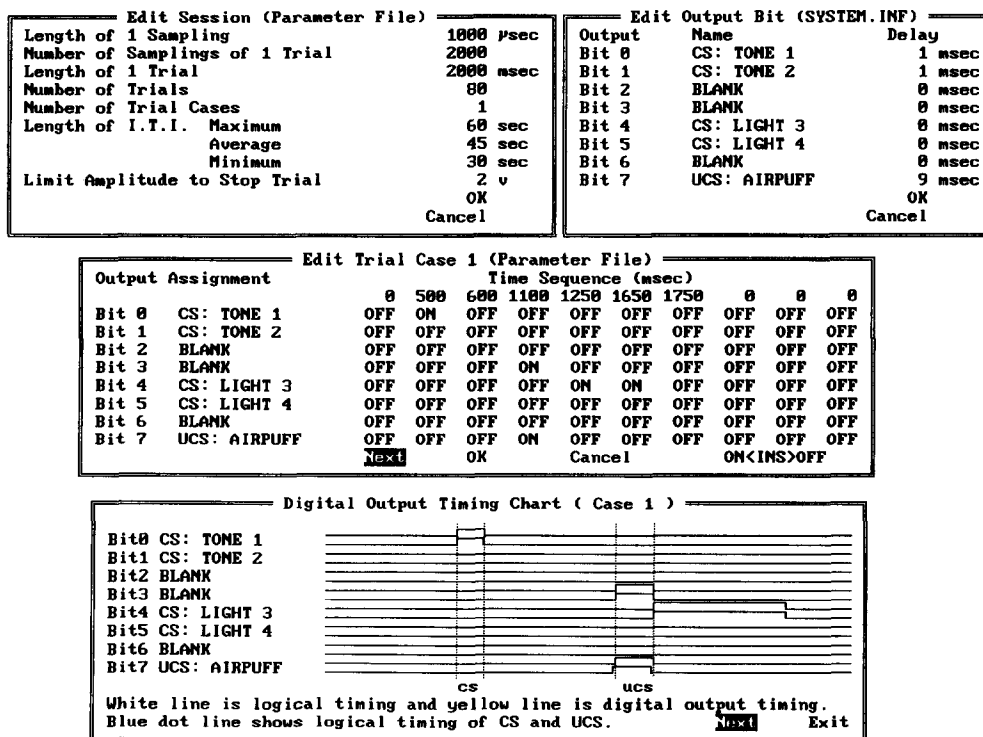 Edit Session (Parameter File)
Length of 1 Sampling 1000 µsec
Number of Samplings of 1 Trial 2000
Length of 1 Trial 2000 msec
Number of Trials 80
Number of Trial Cases 1
Length of I.T.I. Maximum 60 sec
Average 45 sec
Minimum 30 sec
Limit Amplitude to Stop Trial 2 v
OK
Cancel
Edit Output Bit (SYSTEM.INF)
Output Name Delay
Bit 0 CS: TONE 1 1 msec
Bit 1 CS: TONE 2 1 msec
Bit 2 BLANK 0 msec
Bit 3 BLANK 0 msec
Bit 4 CS: LIGHT 3 0 msec
Bit 5 CS: LIGHT 4 0 msec
Bit 6 BLANK 0 msec
Bit 7 UCS: AIRPUFF 9 msec
OK
Cancel
Edit Trial Case 1 (Parameter File)
Output Assignment Time Sequence (msec)
0 500 600 1100 1250 1650 1750 0 0 0
Bit 0 CS: TONE 1 OFF ON OFF OFF OFF OFF OFF OFF OFF OFF
Bit 1 CS: TONE 2 OFF OFF OFF OFF OFF OFF OFF OFF OFF OFF
Bit 2 BLANK OFF OFF OFF OFF OFF OFF OFF OFF OFF OFF
Bit 3 BLANK OFF OFF OFF ON OFF OFF OFF OFF OFF OFF
Bit 4 CS: LIGHT 3 OFF OFF OFF OFF ON ON OFF OFF OFF OFF
Bit 5 CS: LIGHT 4 OFF OFF OFF OFF OFF OFF OFF OFF OFF OFF
Bit 6 BLANK OFF OFF OFF OFF OFF OFF OFF OFF OFF OFF
Bit 7 UCS: AIRPUFF OFF OFF OFF ON OFF OFF OFF OFF OFF OFF
Next OK Cancel ON<INS>OFF
Digital Output Timing Chart ( Case 1 )
Bit0 CS: TONE 1
Bit1 CS: TONE 2
Bit2 BLANK
Bit3 BLANK
Bit4 CS: LIGHT 3
Bit5 CS: LIGHT 4
Bit6 BLANK
Bit7 UCS: AIRPUFF
cs ucs
White line is logical timing and yellow line is digital output timing.
Blue dot line shows logical timing of CS and UCS. Next Exit